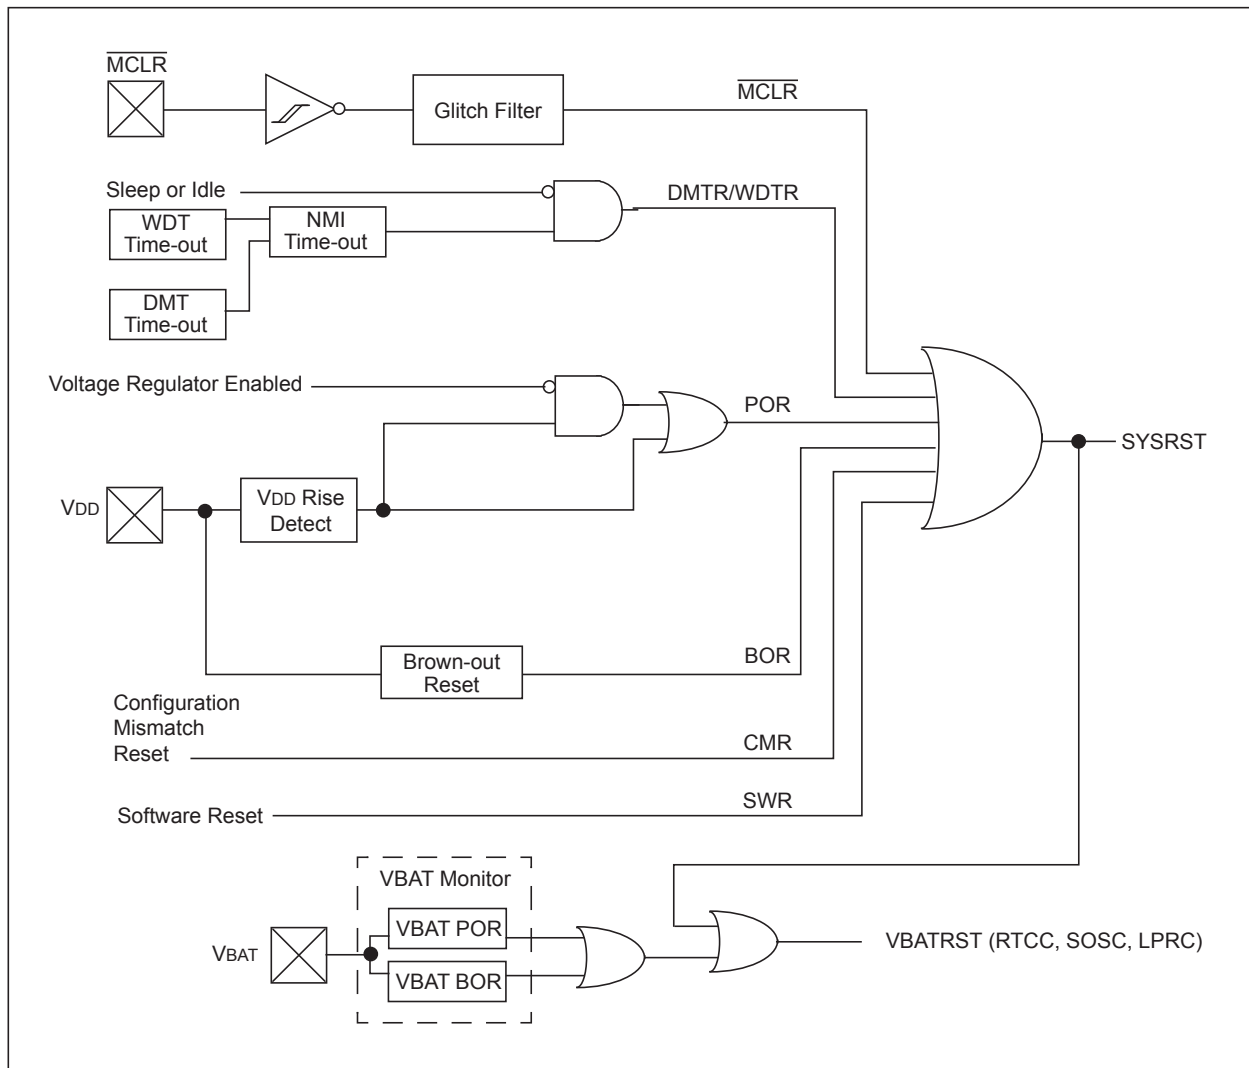 MCLR
Glitch Filter
MCLR
Sleep or Idle
DMTR/WDTR
WDT
Time-out
NMI
Time-out
DMT
Time-out
Voltage Regulator Enabled
POR
SYSRST
VDD
VDD Rise
Detect
Brown-out
Reset
BOR
Configuration
Mismatch
Reset
CMR
Software Reset
SWR
VBAT Monitor
VBAT
VBAT POR
VBAT BOR
VBATRST (RTCC, SOSC, LPRC)